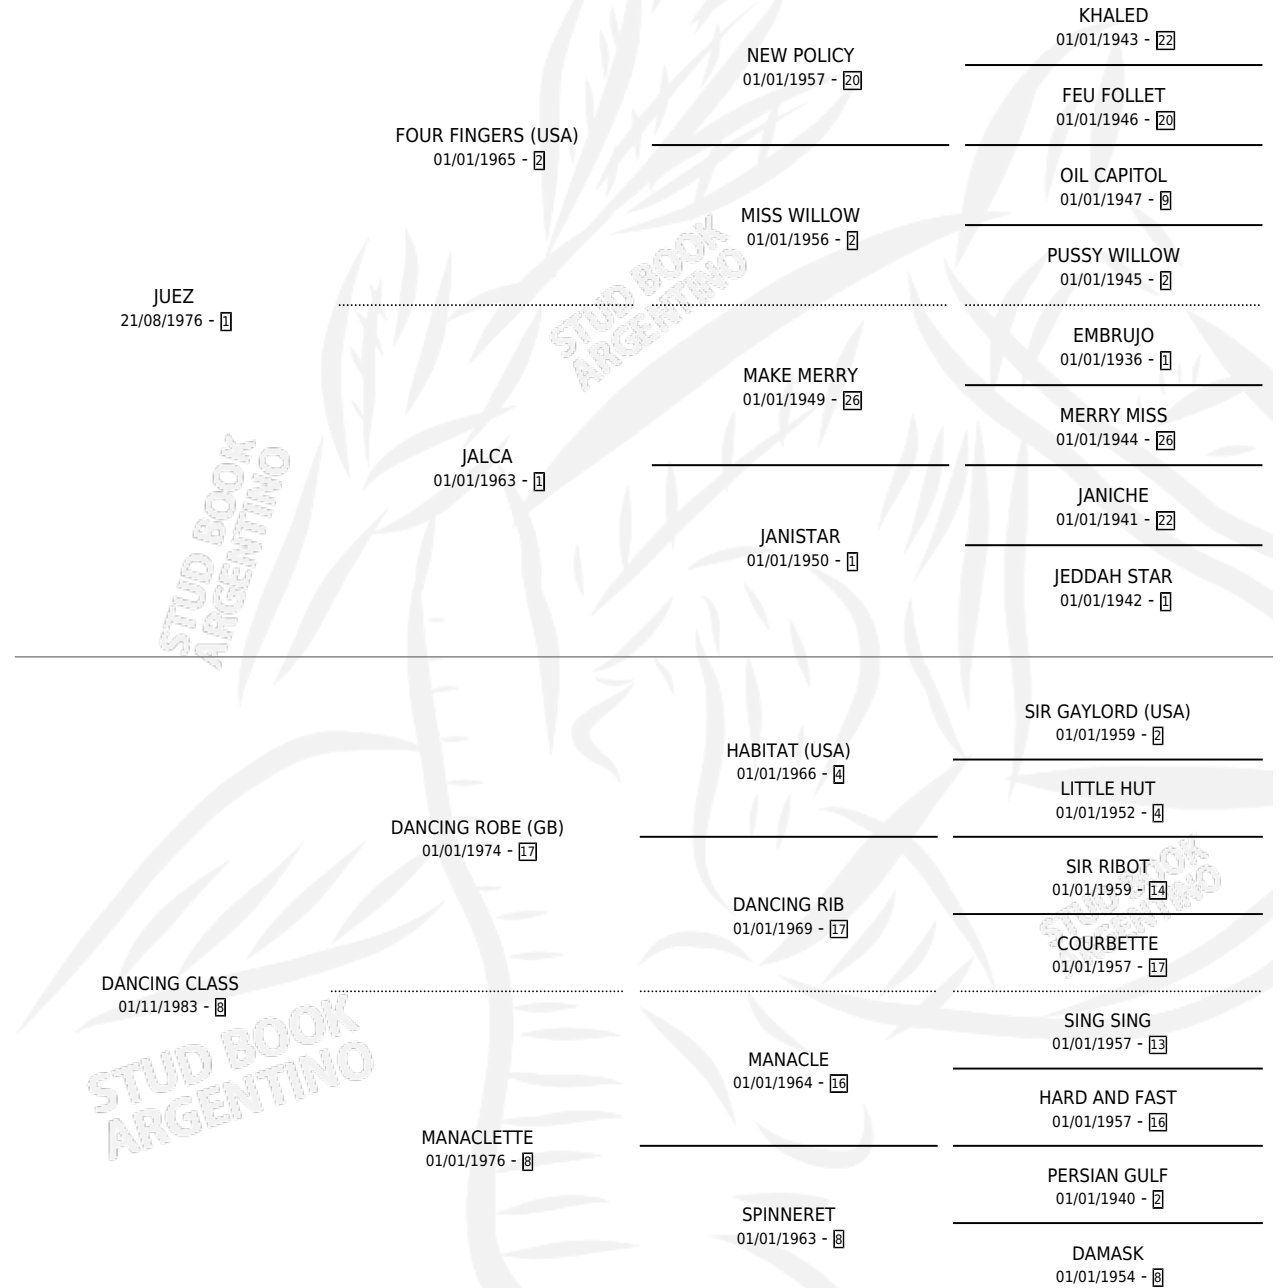 KHALED
01/01/1943 - 22
NEW POLICY
01/01/1957 - 20
FEU FOLLET
01/01/1946 - 20
FOUR FINGERS (USA)
01/01/1965 - 2
OIL CAPITOL
01/01/1947 - 9
MISS WILLOW
01/01/1956 - 2
PUSSY WILLOW
01/01/1945 - 2
JUEZ
21/08/1976 - 1
EMBRUJO
01/01/1936 - 1
MAKE MERRY
01/01/1949 - 26
MERRY MISS
01/01/1944 - 26
JALCA
01/01/1963 - 1
JANICHE
01/01/1941 - 22
JANISTAR
01/01/1950 - 1
JEDDAH STAR
01/01/1942 - 1
STUD BOOK
ARGENTINO
STUD BOOK
ARGENTINO
SIR GAYLORD (USA)
01/01/1959 - 2
HABITAT (USA)
01/01/1966 - 4
LITTLE HUT
01/01/1952 - 4
DANCING ROBE (GB)
01/01/1974 - 17
SIR RIBOT
01/01/1959 - 14
DANCING RIB
01/01/1969 - 17
COURBETTE
01/01/1957 - 17
DANCING CLASS
01/11/1983 - 8
SING SING
01/01/1957 - 13
MANACLE
01/01/1964 - 16
HARD AND FAST
01/01/1957 - 16
MANACLETTE
01/01/1976 - 8
PERSIAN GULF
01/01/1940 - 2
SPINNERET
01/01/1963 - 8
DAMASK
01/01/1954 - 8
STUD BOOK
ARGENTINO
STUD BOOK
ARGENTINO